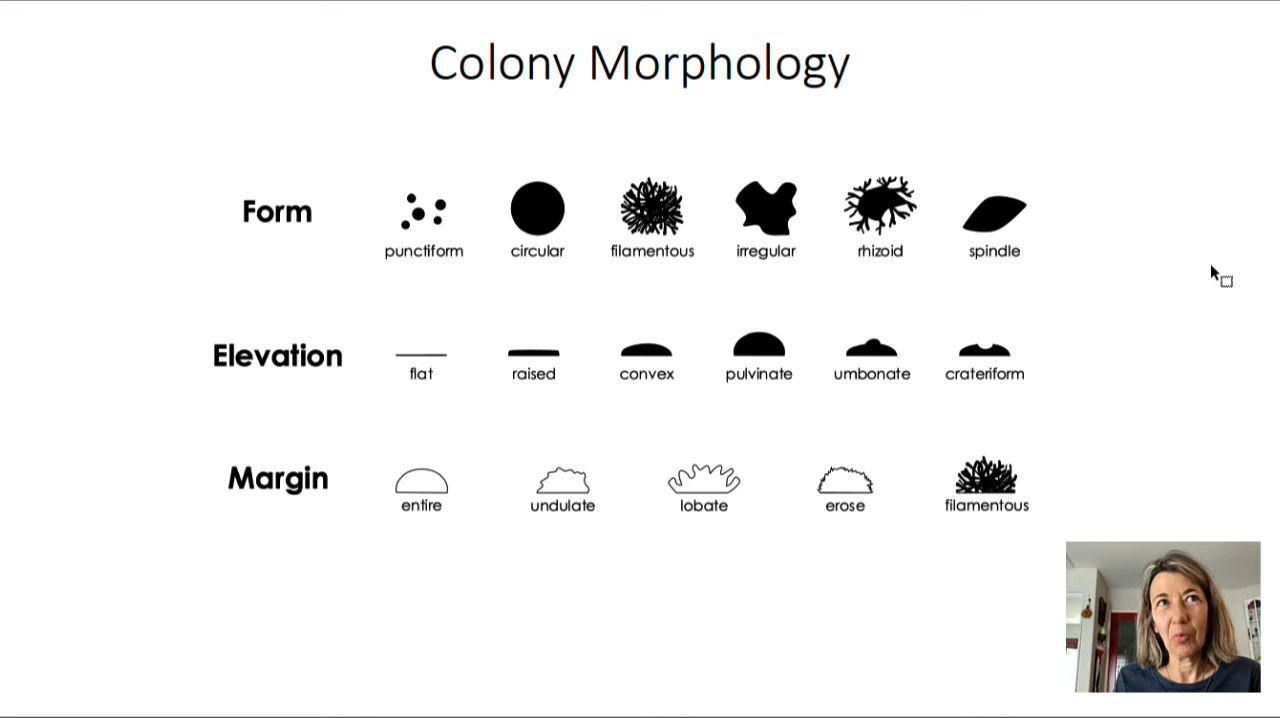 Colony Morphology
Form
punctiform circular filamentous irregular rhizoid spindle
Elevation
flat raised convex pulvinate umbonate crateriform
Margin
entire undulate lobate erose filamentous